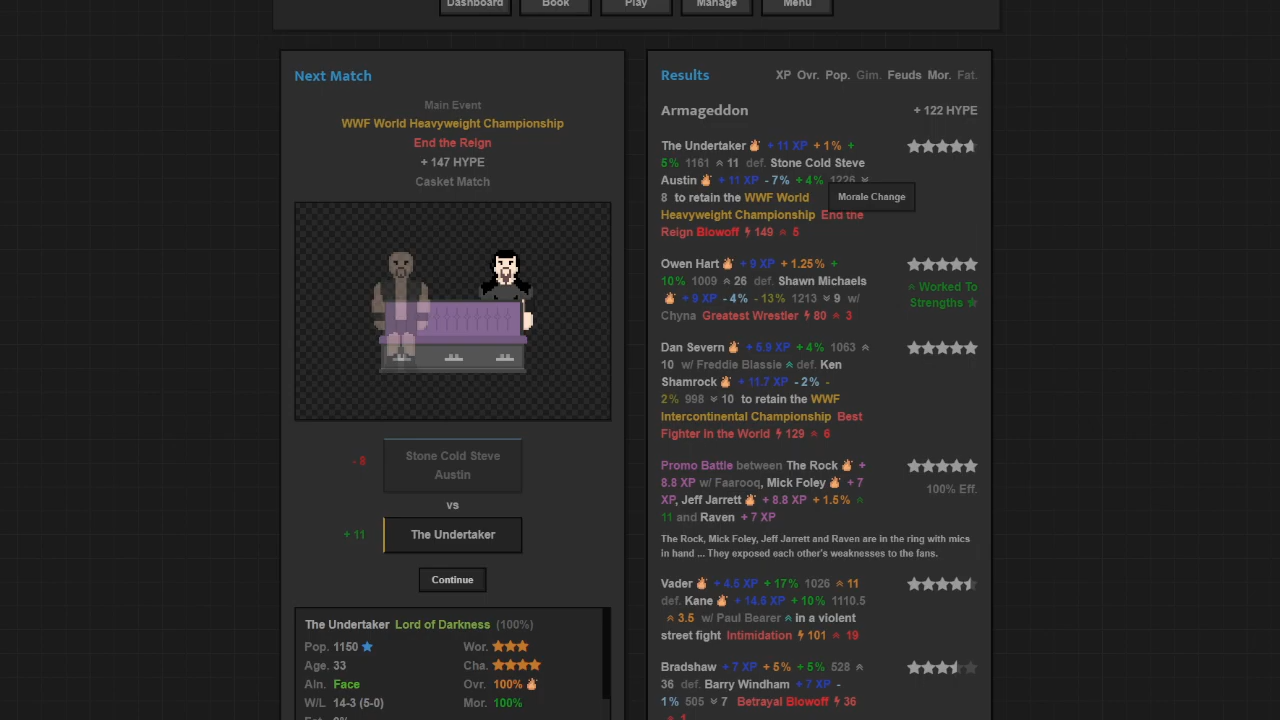 Dashboard Book Play Manage Menu
Next Match
Main Event
WWF World Heavyweight Championship
End the Reign
+ 147 HYPE
Casket Match
- 8
Stone Cold Steve
Austin
vs
+ 11
The Undertaker
Continue
The Undertaker Lord of Darkness (100%)
Pop. 1150 Wor.
Age. 33 Cha.
Aln. Face Ovr. 100%
W/L 14-3 (5-0) Mor. 100%
Results XP Ovr. Pop. Gim. Feuds Mor. Fat.
Armageddon + 122 HYPE
The Undertaker + 11 XP + 1% +
5% 1161 11 def. Stone Cold Steve
Austin + 11 XP - 7% + 4% 1226
Morale Change
8 to retain the WWF World
Heavyweight Championship End the
Reign Blowoff 149 5
Owen Hart + 9 XP + 1.25% +
10% 1009 26 def. Shawn Michaels
+ 9 XP - 4% - 13% 1213 9 w/
Chyna Greatest Wrestler 80 3
Worked To
Strengths
Dan Severn + 5.9 XP + 4% 1063
10 w/ Freddie Blassie def. Ken
Shamrock + 11.7 XP - 2% -
2% 998 10 to retain the WWF
Intercontinental Championship Best
Fighter in the World 129 6
Promo Battle between The Rock +
8.8 XP w/ Faarooq, Mick Foley + 7
XP, Jeff Jarrett + 8.8 XP + 1.5%
11 and Raven + 7 XP
100% Eff.
The Rock, Mick Foley, Jeff Jarrett and Raven are in the ring with mics
in hand ... They exposed each other's weaknesses to the fans.
Vader + 4.5 XP + 17% 1026 11
def. Kane + 14.5 XP + 10% 1110.5
3.5 w/ Paul Bearer in a violent
street fight Intimidation 101 19
Bradshaw + 7 XP + 5% + 5% 528
36 def. Barry Windham + 7 XP -
1% 505 7 Betrayal Blowoff 36